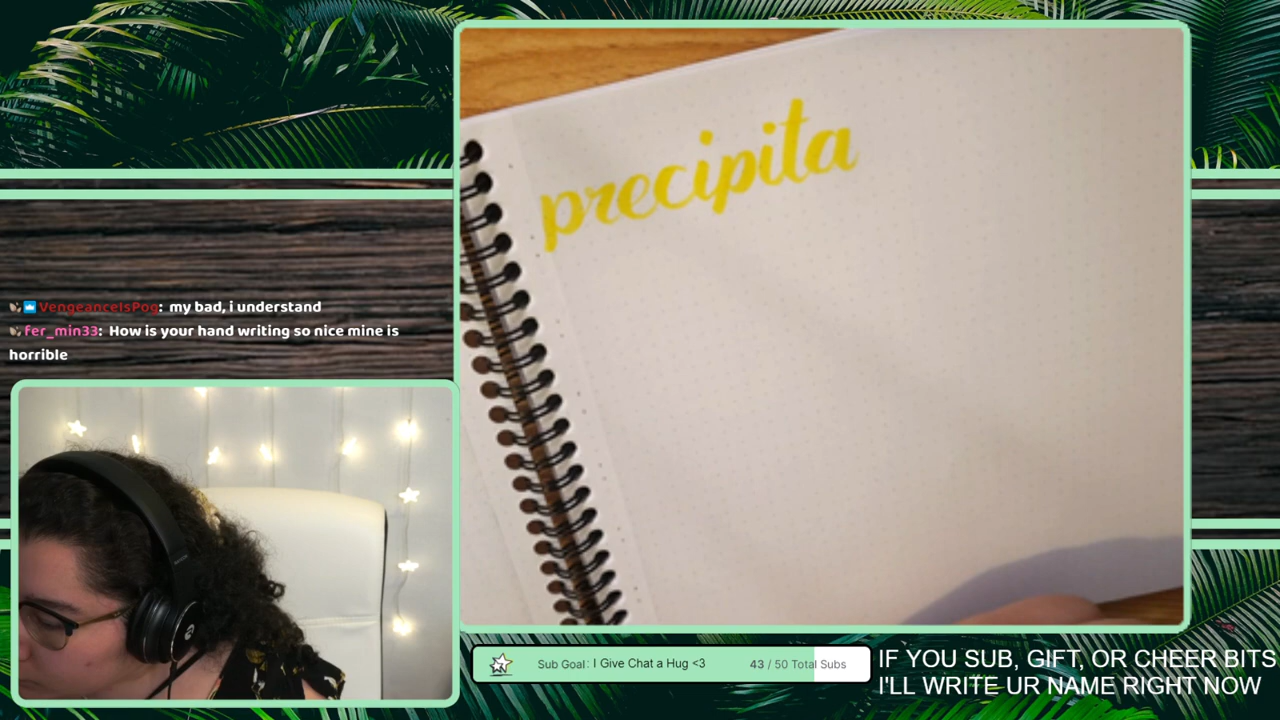 precipita
VengeanceIsPog: my bad, i understand
fer_min33: How is your hand writing so nice mine is
horrible
Sub Goal: I Give Chat a Hug <3 43 / 50 Total Subs
IF YOU SUB, GIFT, OR CHEER BITS
I'LL WRITE UR NAME RIGHT NOW